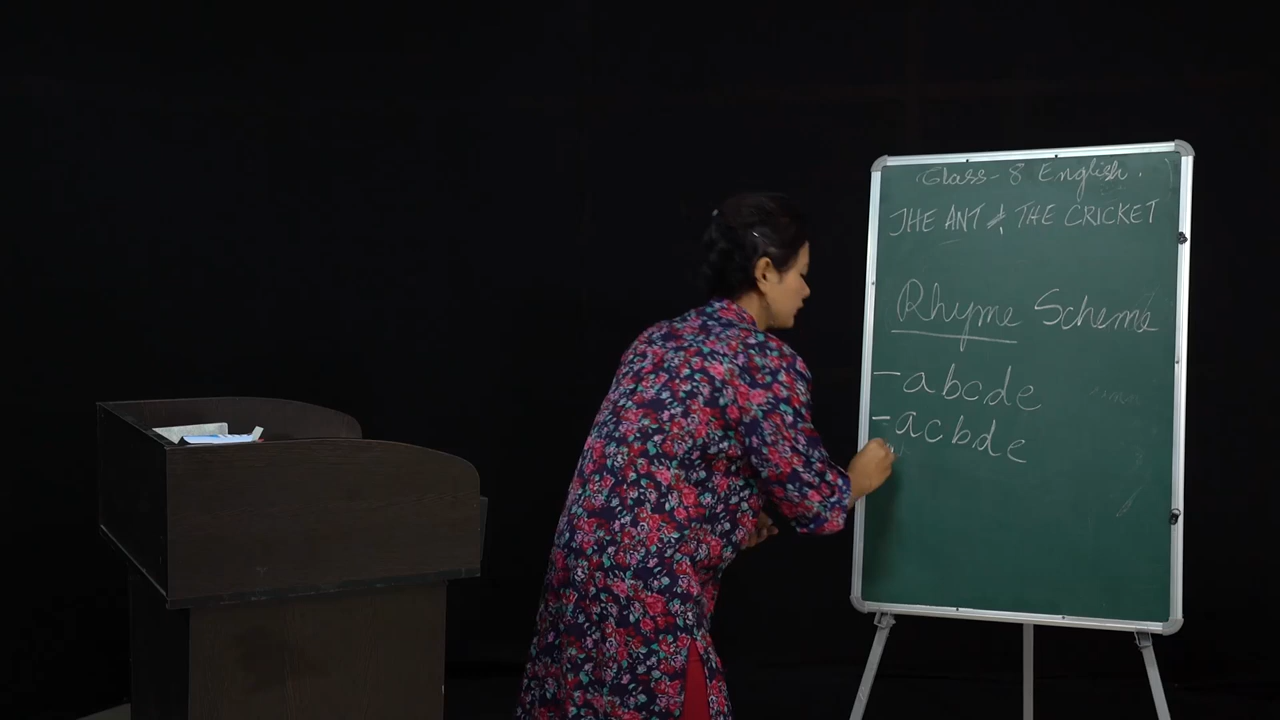 Class - 8 English.
THE ANT & THE CRICKET
Rhyme Scheme
- abcde
- acbde